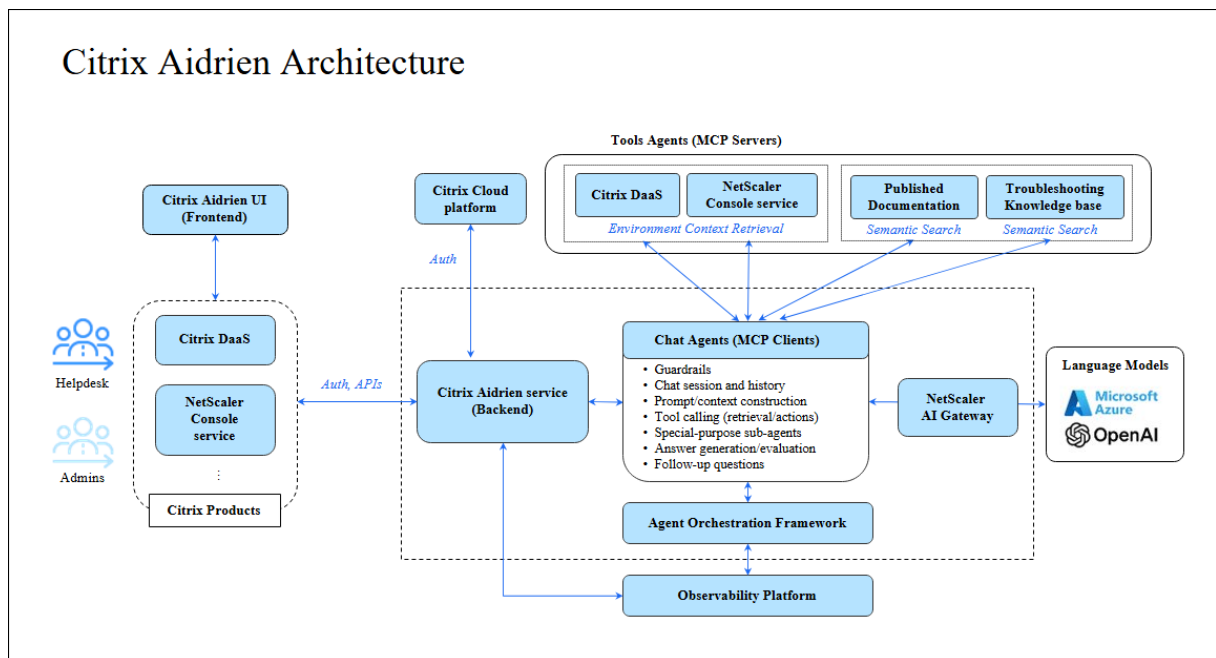 Citrix Aidrien Architecture
Tools Agents (MCP Servers)
Citrix Aidrien UI
(Frontend)
Citrix Cloud
platform
Citrix DaaS
NetScaler
Console service
Environment Context Retrieval
Published
Documentation
Semantic Search
Troubleshooting
Knowledge base
Semantic Search
Auth
Helpdesk
Admins
Citrix DaaS
NetScaler
Console
service
⋮
Citrix Products
Auth, APIs
Citrix Aidrien service
(Backend)
Chat Agents (MCP Clients)
• Guardrails
• Chat session and history
• Prompt/context construction
• Tool calling (retrieval/actions)
• Special-purpose sub-agents
• Answer generation/evaluation
• Follow-up questions
NetScaler
AI Gateway
Language Models
Microsoft
Azure
OpenAI
Agent Orchestration Framework
Observability Platform